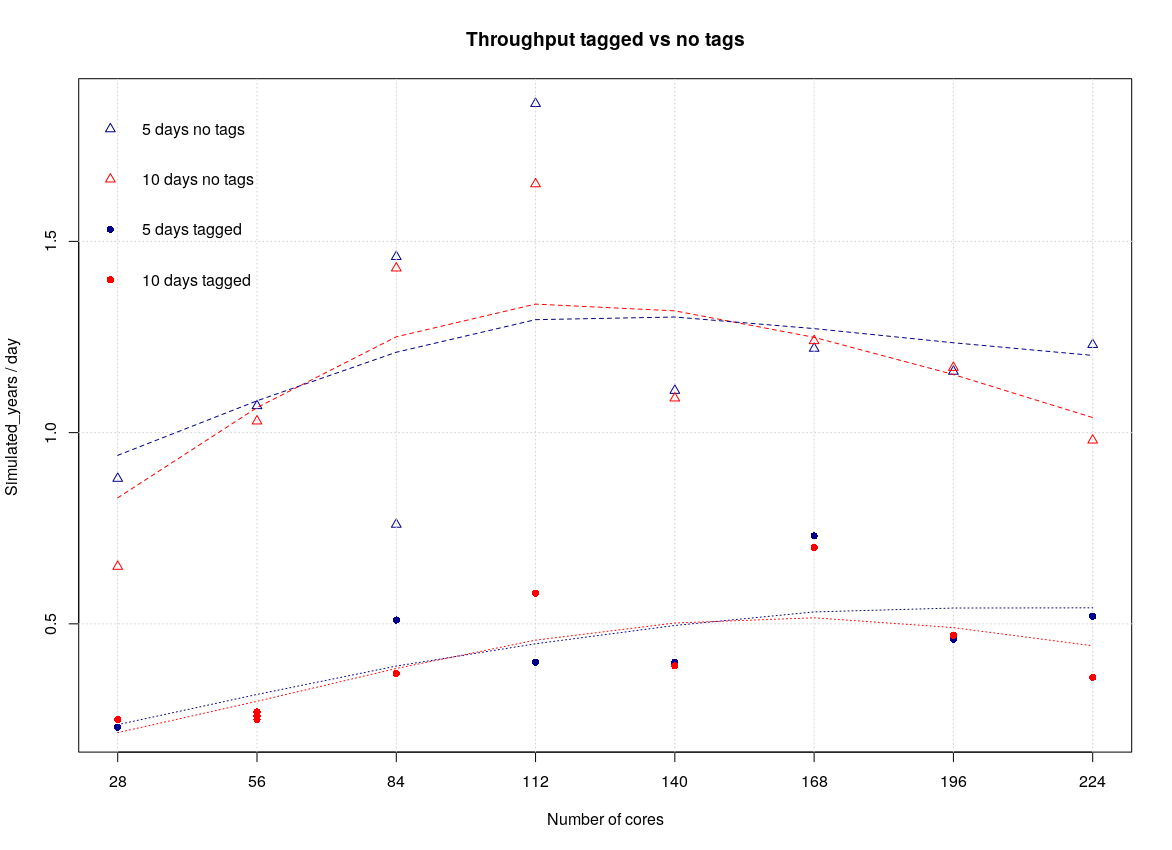 Throughput tagged vs no tags
5 days no tags
10 days no tags
5 days tagged
10 days tagged
SImulated_years / day
1.5
1.0
0.5
28 56 84 112 140 168 196 224
Number of cores